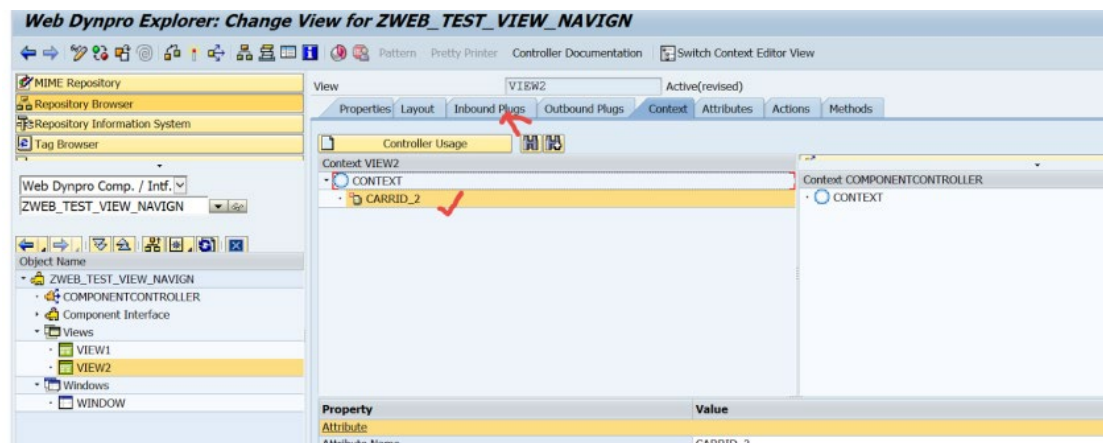 Web Dynpro Explorer: Change View for ZWEB_TEST_VIEW_NAVIGN
Pattern Pretty Printer Controller Documentation Switch Context Editor View
MIME Repository
Repository Browser
Repository Information System
Tag Browser
View VIEW2 Active(revised)
Properties Layout Inbound Plugs Outbound Plugs Context Attributes Actions Methods
Controller Usage
Context VIEW2
CONTEXT
CARRID_2
Context COMPONENTCONTROLLER
CONTEXT
Web Dynpro Comp. / Intf.
ZWEB_TEST_VIEW_NAVIGN
Object Name
ZWEB_TEST_VIEW_NAVIGN
COMPONENTCONTROLLER
Component Interface
Views
VIEW1
VIEW2
Windows
WINDOW
Property Value
Attribute
Attribute Name CARRID_2